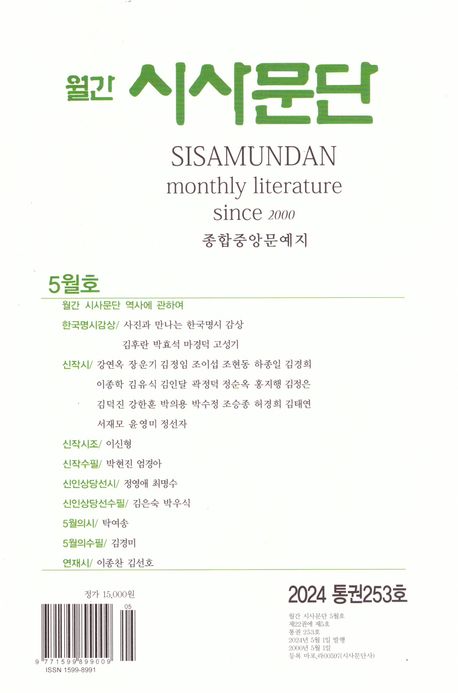 월간 시사문단
SISAMUNDAN
monthly literature
since 2000
종합중앙문예지
5월호
월간 시사문단 역사에 관하여
한국명시감상/ 사진과 만나는 한국명시 감상
김후란 박효석 마경덕 고성기
신작시/ 강연옥 장운기 김정임 조이섭 조현동 하종일 김경희
이종학 김유식 김인달 곽정덕 정순옥 홍지행 김정은
김덕진 강한훈 박의용 박수정 조승종 허경희 김태연
서재모 윤영미 정선자
신작시조/ 이신형
신작수필/ 박현진 엄경아
신인상당선시/ 정영애 최명수
신인상당선수필/ 김은숙 박우식
5월의시/ 탁여송
5월의수필/ 김경미
연재시/ 이종찬 김선호
정가 15,000원
05
9 771599 899009
ISSN 1599-8991
2024 통권253호
월간 시사문단 5월호
제22권에 제5호
통권 253호
2024년 5월 1일 발행
2000년 5월 1일
등록 마포,라00597(시사문단사)